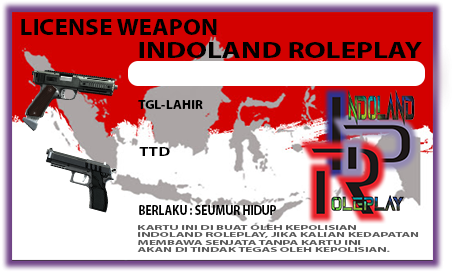 LICENSE WEAPON
INDOLAND ROLEPLAY
TGL-LAHIR
INDOLAND
TTD
ROLEPLAY
BERLAKU : SEUMUR HIDUP
KARTU INI DI BUAT OLEH KEPOLISIAN
INDOLAND ROLEPLAY, JIKA KALIAN KEDAPATAN
MEMBAWA SENJATA TANPA KARTU INI
AKAN DI TINDAK TEGAS OLEH KEPOLISIAN.